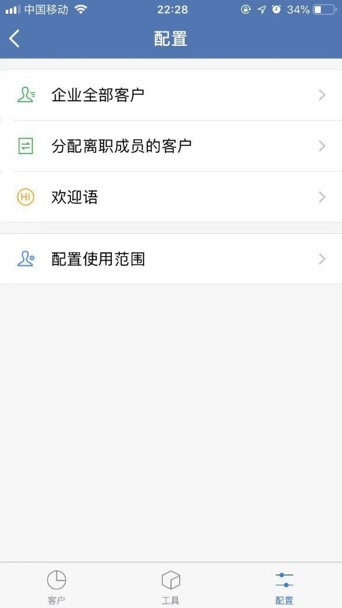 中国移动 22:28 34%
配置
企业全部客户
分配离职成员的客户
Hi 欢迎语
配置使用范围
客户 工具 配置